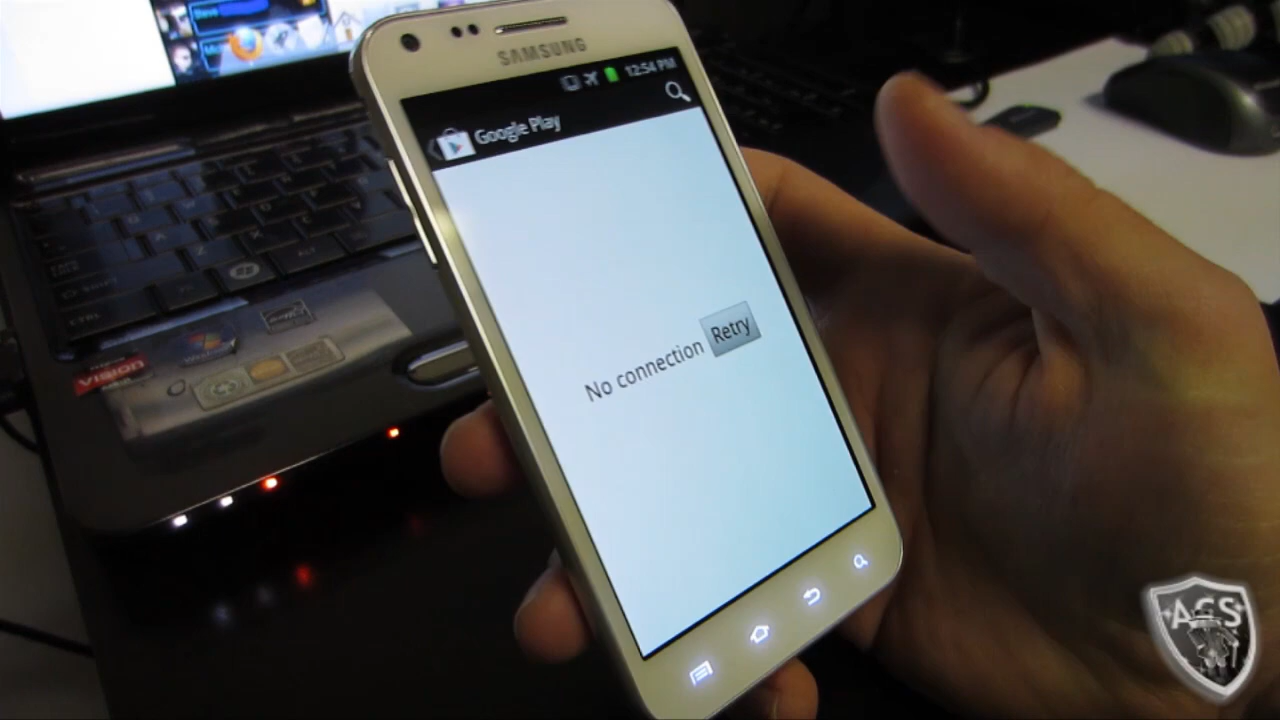 SAMSUNG
12:54 PM
Google Play
No connection
Retry
VISION
ACS